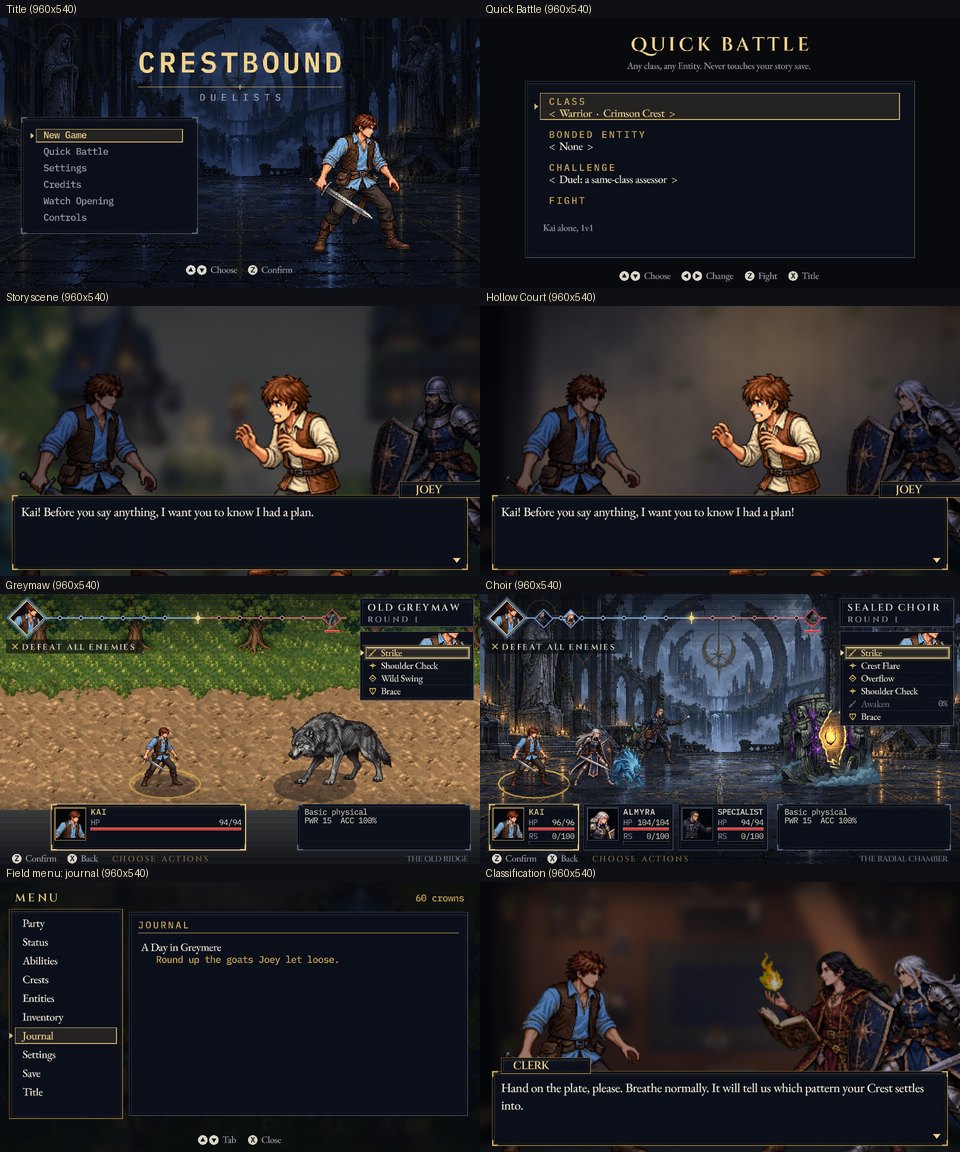 Title (960x540)
CRESTBOUND
DUELISTS
New Game
Quick Battle
Settings
Credits
Watch Opening
Controls
Choose Z Confirm
Quick Battle (960x540)
QUICK BATTLE
Any class, any Entity. Never touches your story save.
CLASS
< Warrior · Crimson Crest >
BONDED ENTITY
< None >
CHALLENGE
< Duel: a same-class assessor >
FIGHT
Kai alone, 1v1
Choose Change Z Fight X Title
Story scene (960x540)
JOEY
Kai! Before you say anything, I want you to know I had a plan.
Hollow Court (960x540)
JOEY
Kai! Before you say anything, I want you to know I had a plan!
Greymaw (960x540)
OLD GREYMAW
ROUND 1
DEFEAT ALL ENEMIES
Strike
Shoulder Check
Wild Swing
Brace
KAI
HP 94/94
Basic physical
PWR 15 ACC 100%
Z Confirm X Back CHOOSE ACTIONS
THE OLD RIDGE
Choir (960x540)
SEALED CHOIR
ROUND 1
DEFEAT ALL ENEMIES
Strike
Crest Flare
Overflow
Shoulder Check
Awaken 0%
Brace
KAI
HP 96/96
RS 0/100
ALMYRA
HP 104/104
RS 0/100
SPECIALIST
HP 94/94
RS 0/100
Basic physical
PWR 15 ACC 100%
Z Confirm X Back CHOOSE ACTIONS
THE RADIAL CHAMBER
Field menu: journal (960x540)
MENU
60 crowns
Party
Status
Abilities
Crests
Entities
Inventory
Journal
Settings
Save
Title
JOURNAL
A Day in Greymere
Round up the goats Joey let loose.
Tab X Close
Classification (960x540)
CLERK
Hand on the plate, please. Breathe normally. It will tell us which pattern your Crest settles
into.